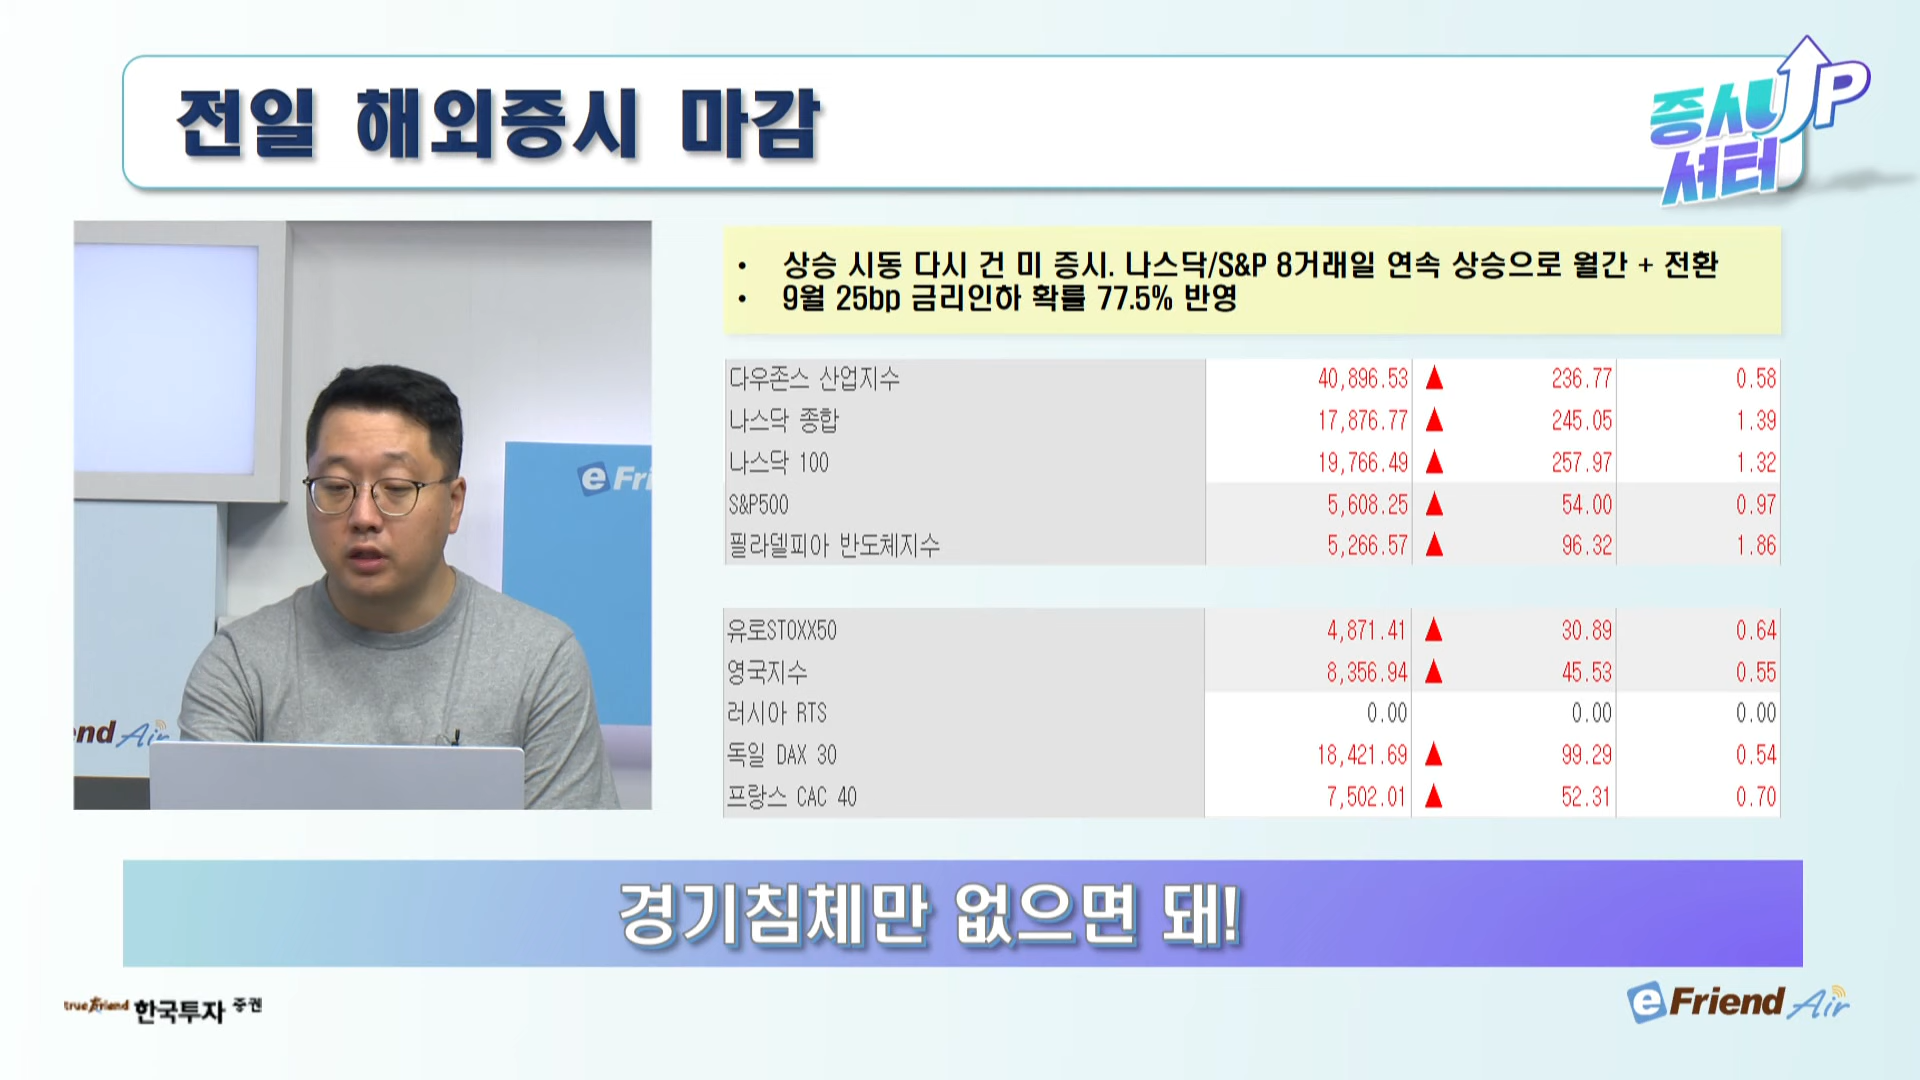 전일 해외증시 마감
증시UP
셔터
• 상승 시동 다시 건 미 증시. 나스닥/S&P 8거래일 연속 상승으로 월간 + 전환
• 9월 25bp 금리인하 확률 77.5% 반영
다우존스 산업지수 40,896.53 ▲ 236.77 0.58
나스닥 종합 17,876.77 ▲ 245.05 1.39
나스닥 100 19,766.49 ▲ 257.97 1.32
S&P500 5,608.25 ▲ 54.00 0.97
필라델피아 반도체지수 5,266.57 ▲ 96.32 1.86
유로STOXX50 4,871.41 ▲ 30.89 0.64
영국지수 8,356.94 ▲ 45.53 0.55
러시아 RTS 0.00 0.00 0.00
독일 DAX 30 18,421.69 ▲ 99.29 0.54
프랑스 CAC 40 7,502.01 ▲ 52.31 0.70
e Fri
nd Air
경기침체만 없으면 돼!
true Friend 한국투자 증권
e Friend Air